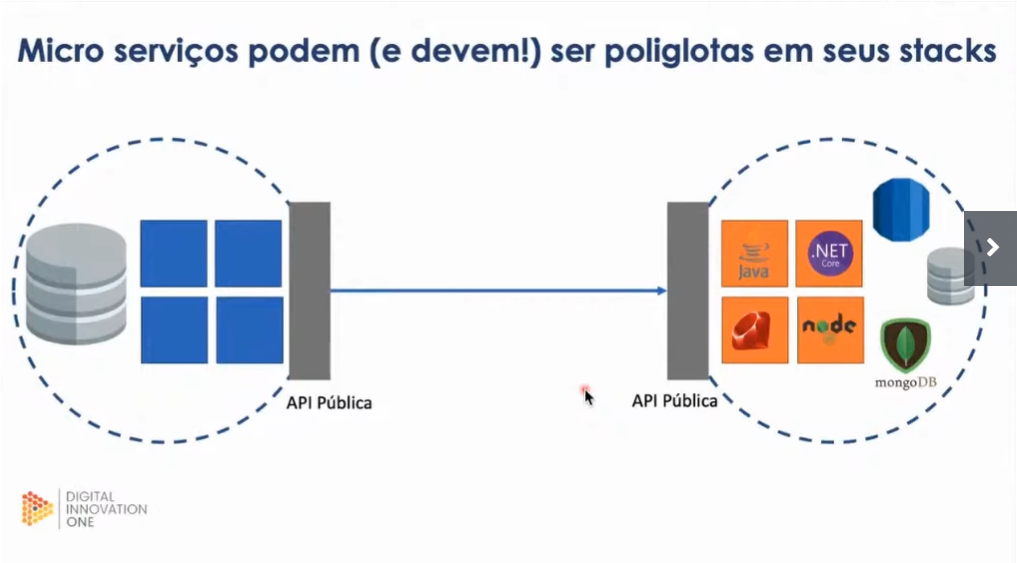 Micro serviços podem (e devem!) ser poliglotas em seus stacks
Java
.NET
Core
node
mongoDB
API Pública
API Pública
DIGITAL
INNOVATION
ONE